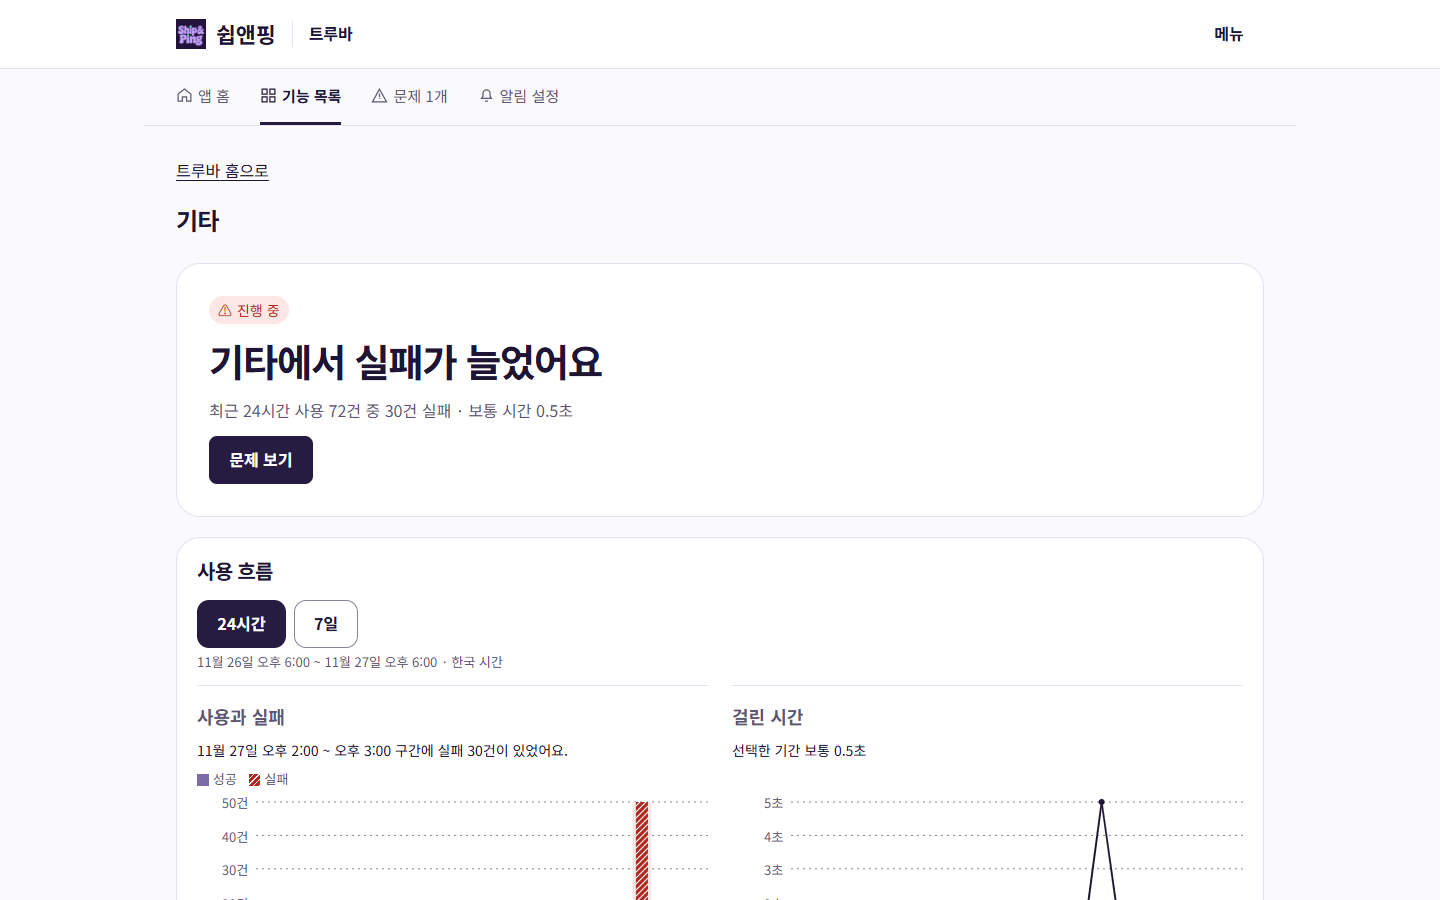 Ship& Ping
쉽앤핑
트루바
메뉴
앱 홈
기능 목록
문제 1개
알림 설정
트루바 홈으로
기타
진행 중
기타에서 실패가 늘었어요
최근 24시간 사용 72건 중 30건 실패 · 보통 시간 0.5초
문제 보기
사용 흐름
24시간
7일
11월 26일 오후 6:00 ~ 11월 27일 오후 6:00 · 한국 시간
사용과 실패
11월 27일 오후 2:00 ~ 오후 3:00 구간에 실패 30건이 있었어요.
성공
실패
50건
40건
30건
걸린 시간
선택한 기간 보통 0.5초
5초
4초
3초